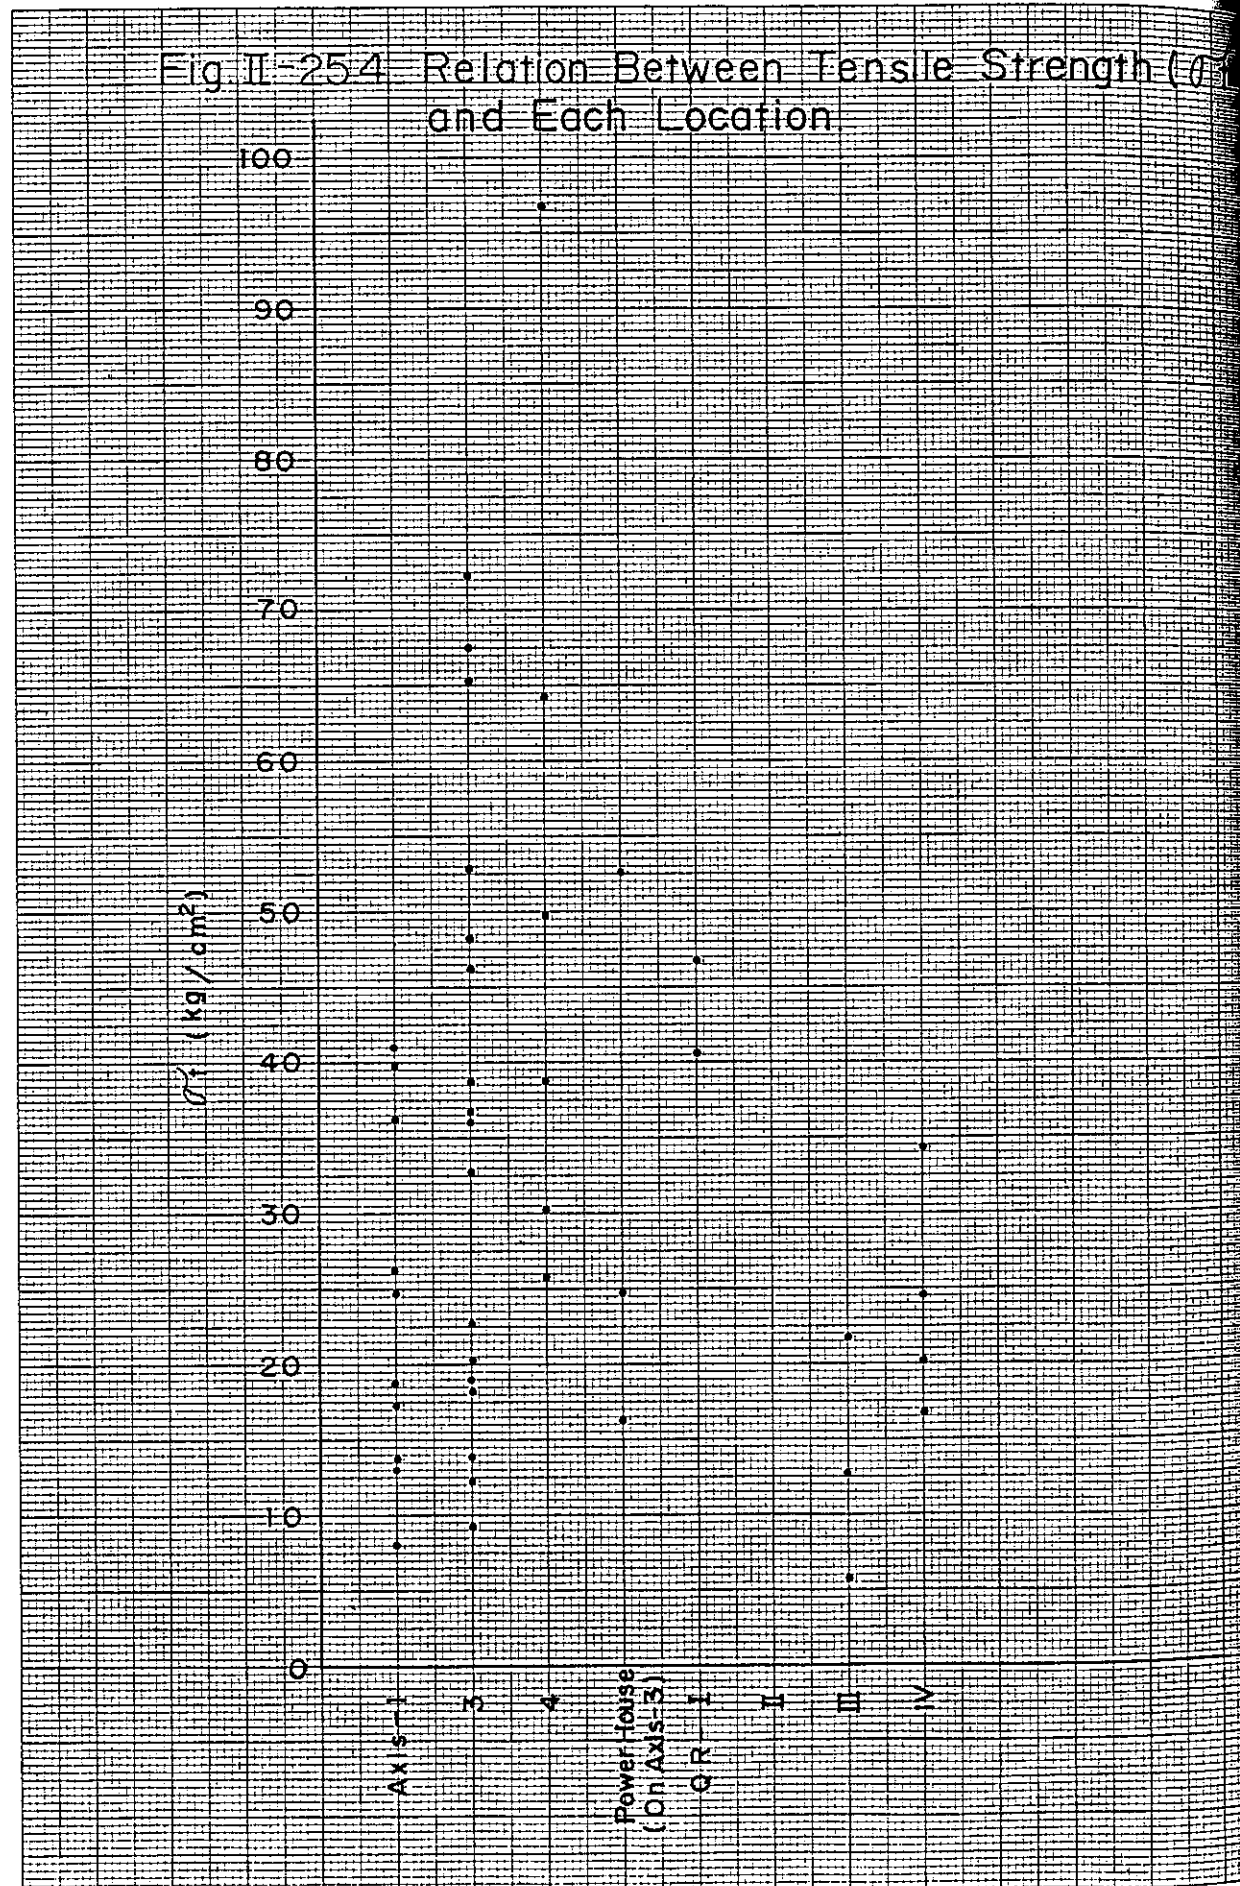 Fig. II-254 Relation Between Tensile Strength (σ
and Each Location.
100
90
80
70
60
50
40
30
20
10
0
σt (kg/cm²)
Axis-1
3
4
Power House
(On Axis-3)
QR-I
II
III
IV